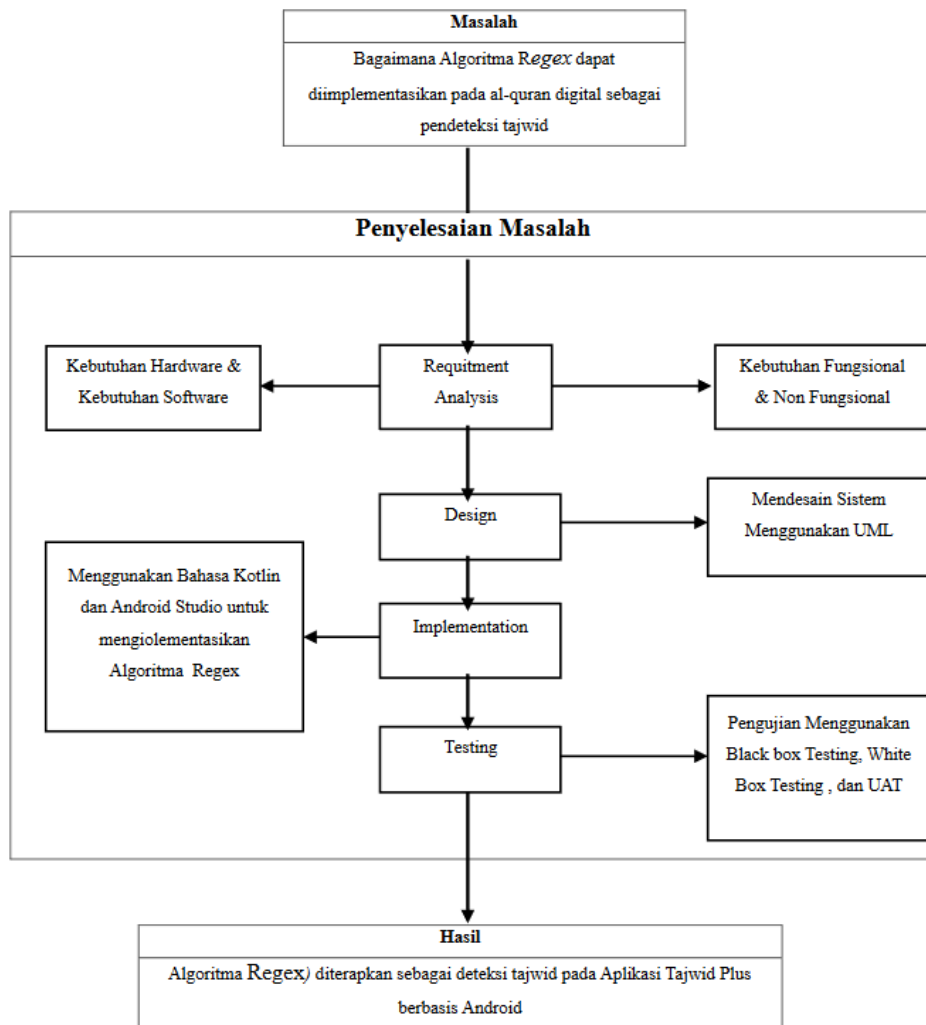 Masalah
Bagaimana Algoritma Regex dapat
diimplementasikan pada al-quran digital sebagai
pendeteksi tajwid
Penyelesaian Masalah
Kebutuhan Hardware &
Kebutuhan Software
Requitment
Analysis
Kebutuhan Fungsional
& Non Fungsional
Design
Mendesain Sistem
Menggunakan UML
Menggunakan Bahasa Kotlin
dan Android Studio untuk
mengiolementasikan
Algoritma Regex
Implementation
Testing
Pengujian Menggunakan
Black box Testing, White
Box Testing , dan UAT
Hasil
Algoritma Regex) diterapkan sebagai deteksi tajwid pada Aplikasi Tajwid Plus
berbasis Android